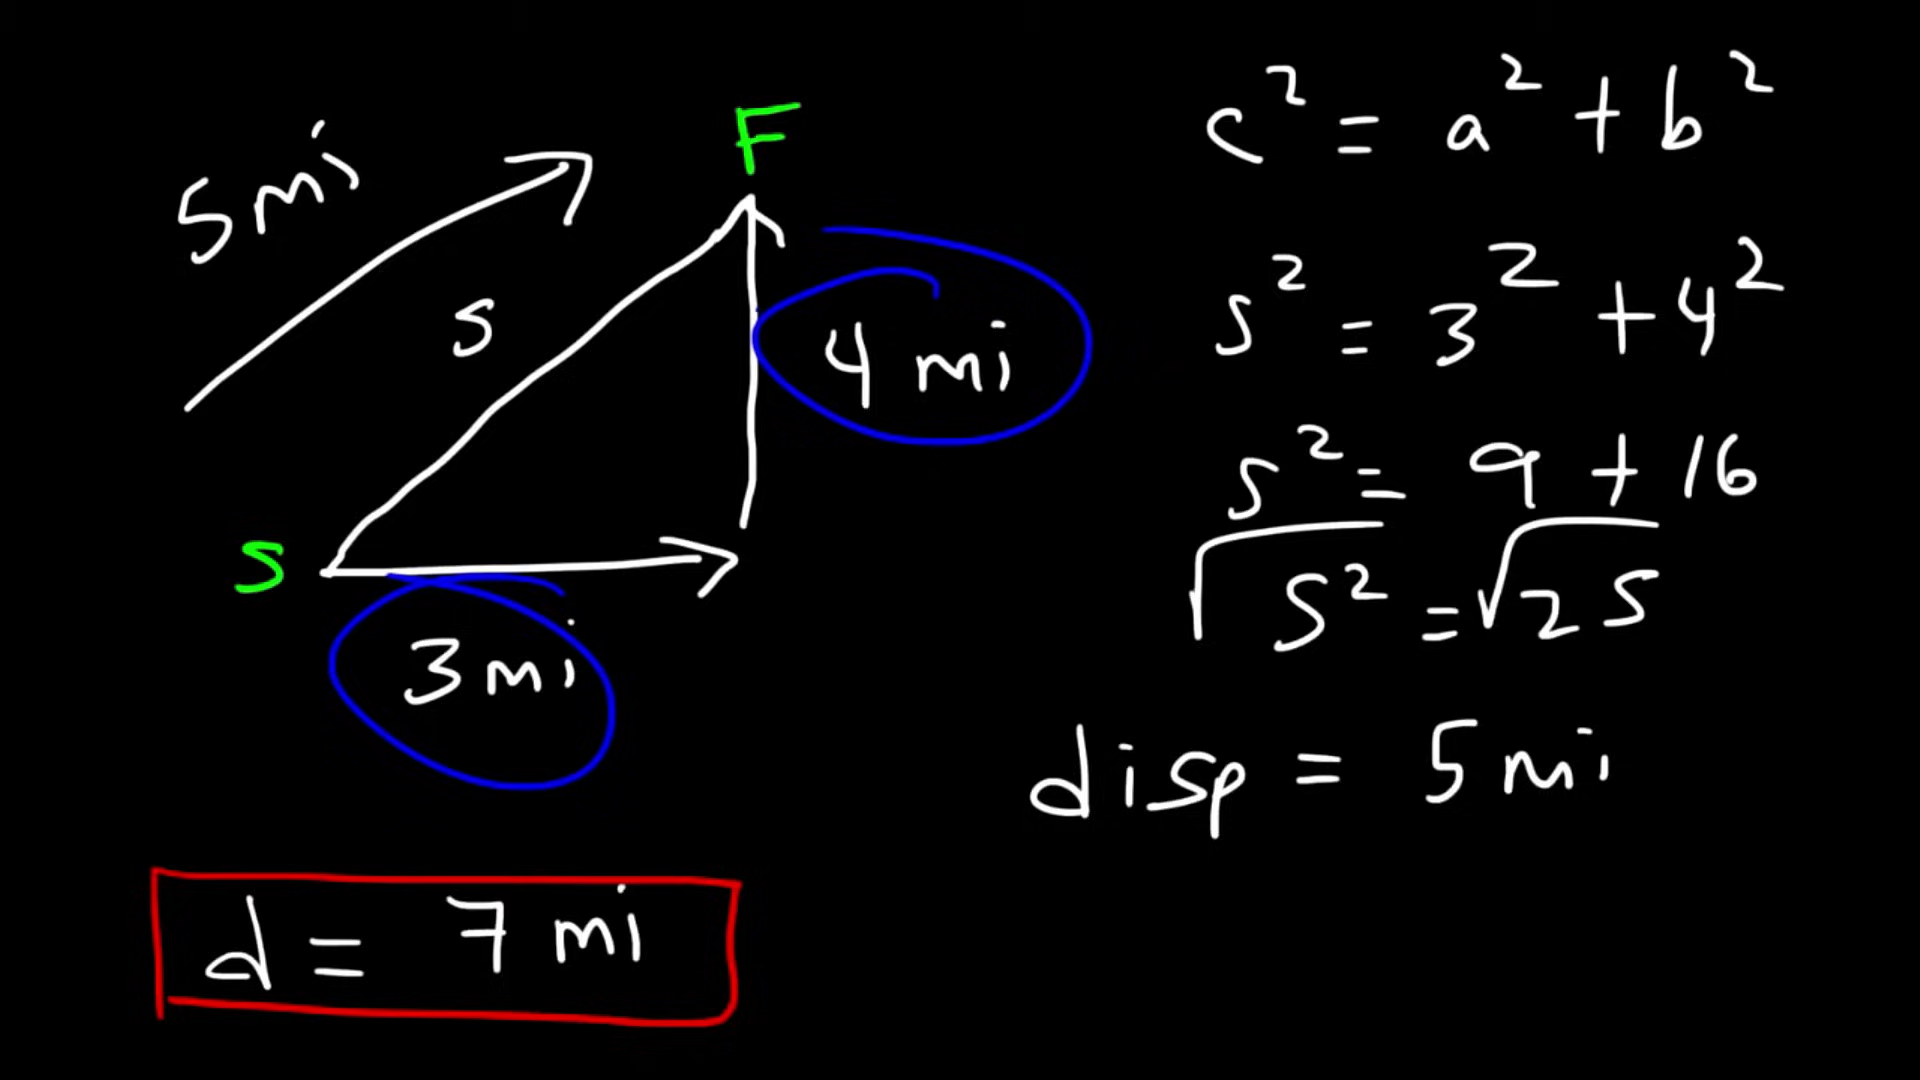 5mi
F
s
4 mi
S
3mi
d = 7 mi
c² = a² + b²
s² = 3² + 4²
s² = 9 + 16
√s² = √25
disp = 5mi